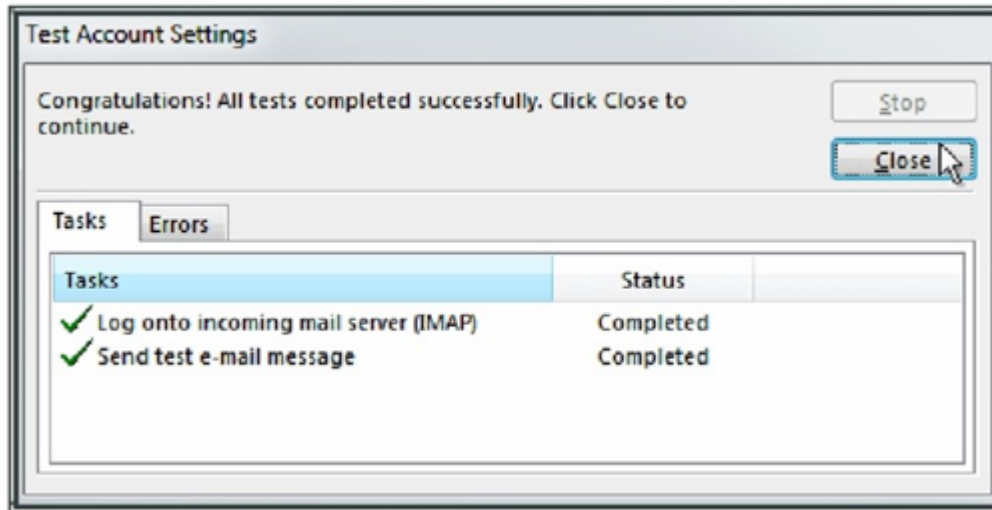 Test Account Settings
Congratulations! All tests completed successfully. Click Close to
continue.
Stop
Close
Tasks
Errors
Tasks Status
Log onto incoming mail server (IMAP) Completed
Send test e-mail message Completed